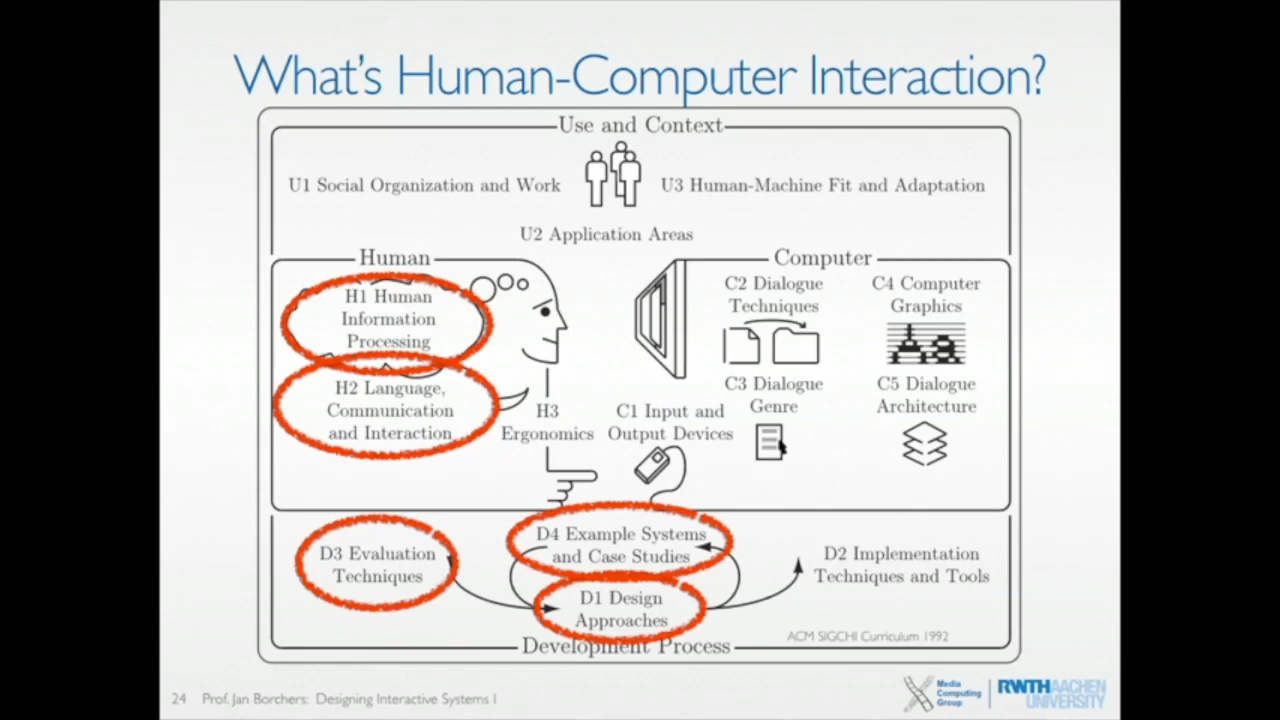 What's Human-Computer Interaction?
Use and Context
U1 Social Organization and Work
U3 Human-Machine Fit and Adaptation
U2 Application Areas
Human
Computer
H1 Human
Information
Processing
H2 Language,
Communication
and Interaction
H3
Ergonomics
C1 Input and
Output Devices
C2 Dialogue
Techniques
C4 Computer
Graphics
Aa
C3 Dialogue
Genre
C5 Dialogue
Architecture
D3 Evaluation
Techniques
D4 Example Systems
and Case Studies
D1 Design
Approaches
D2 Implementation
Techniques and Tools
ACM SIGCHI Curriculum 1992
Development Process
24 Prof. Jan Borchers: Designing Interactive Systems I
Media
Computing
Group
RWTH AACHEN
UNIVERSITY